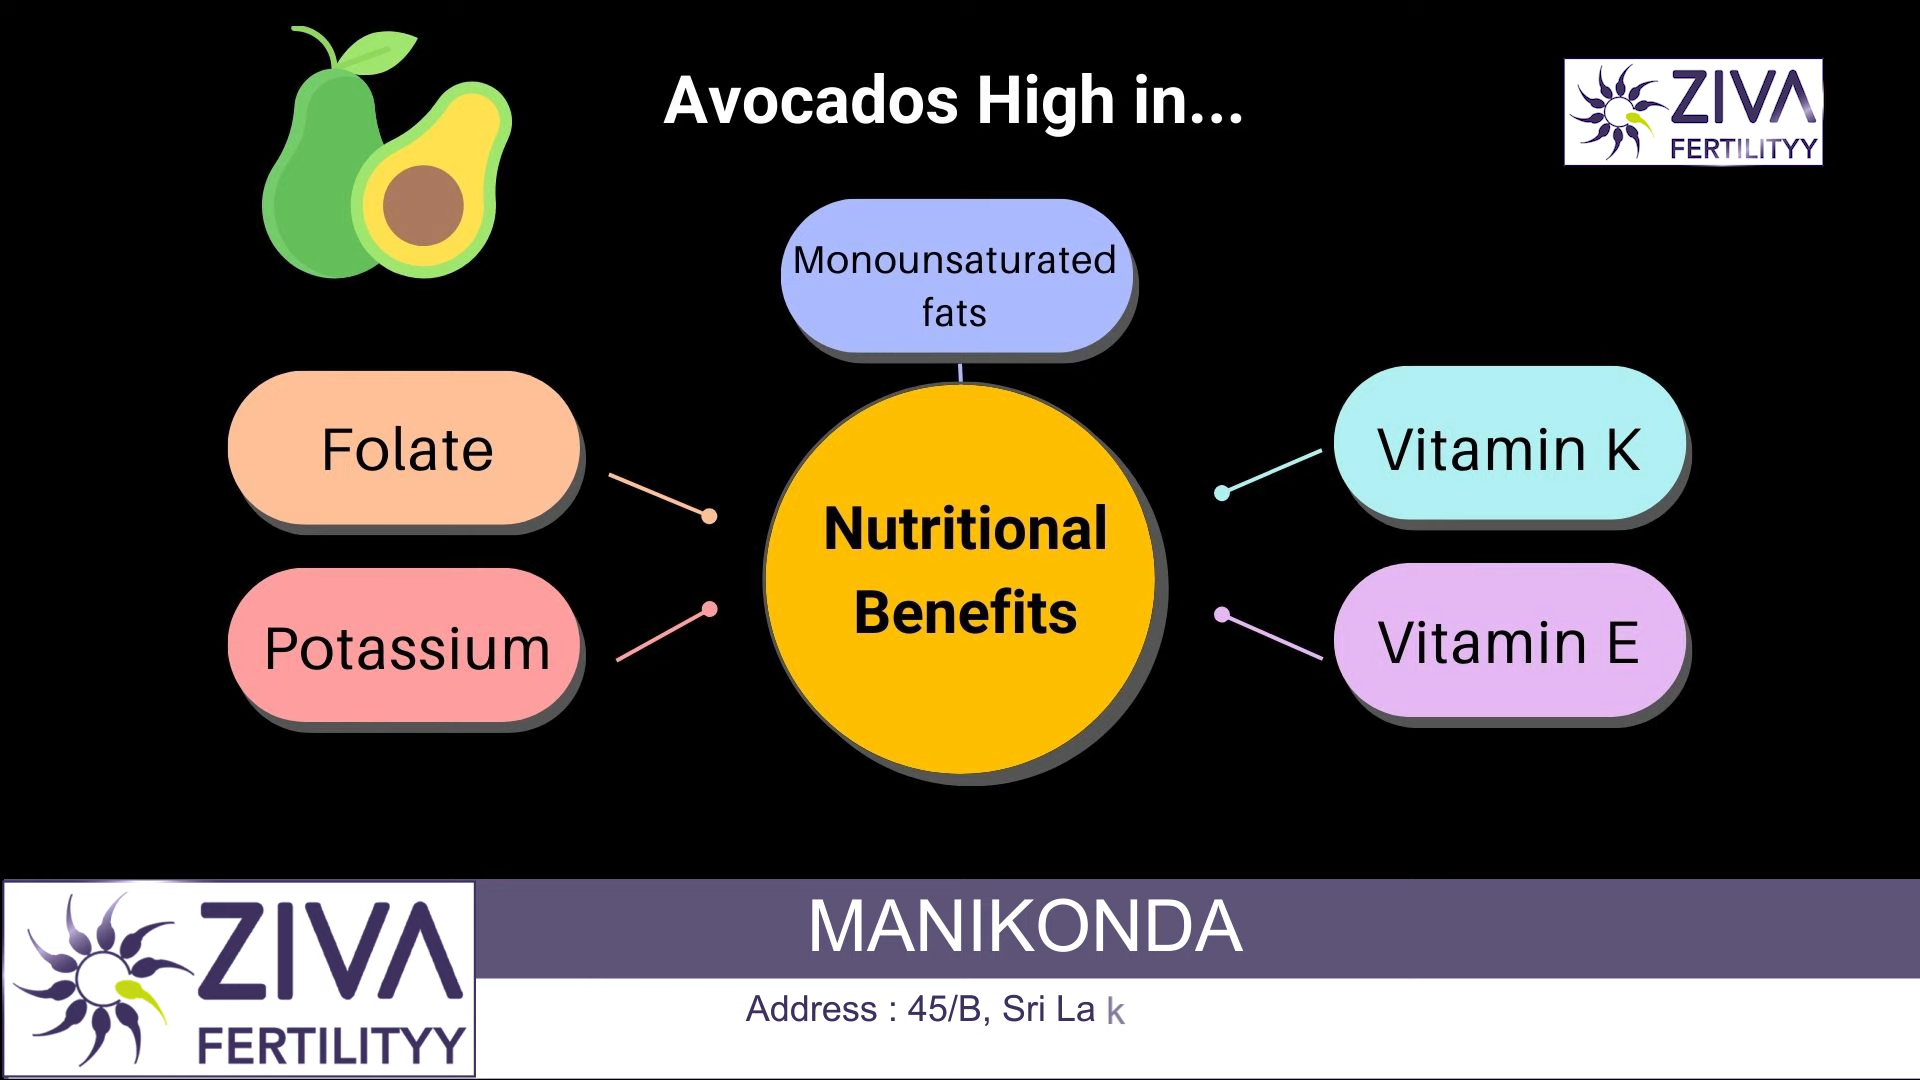 Avocados High in...
ZIVA
FERTILITYY
Monounsaturated
fats
Folate
Vitamin K
Nutritional
Benefits
Potassium
Vitamin E
ZIVA
FERTILITYY
MANIKONDA
Address : 45/B, Sri La k